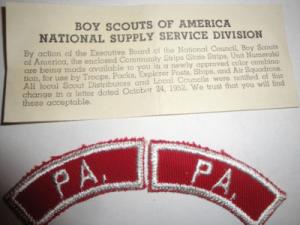 BOY SCOUTS OF AMERICA
NATIONAL SUPPLY SERVICE DIVISION
By action of the Executive Board of the National Council, Boy Scouts
of America, the enclosed Community Strips (State Strips, Unit Numerals)
are being made available to you in a newly approved color combina-
tion, for use by Troops, Packs, Explorer Posts, Ships, and Air Squadrons.
All local Scout Distributors and Local Councils were notified of this
change in a letter dated October 24, 1952. We trust that you will find
these acceptable.
PA. PA.